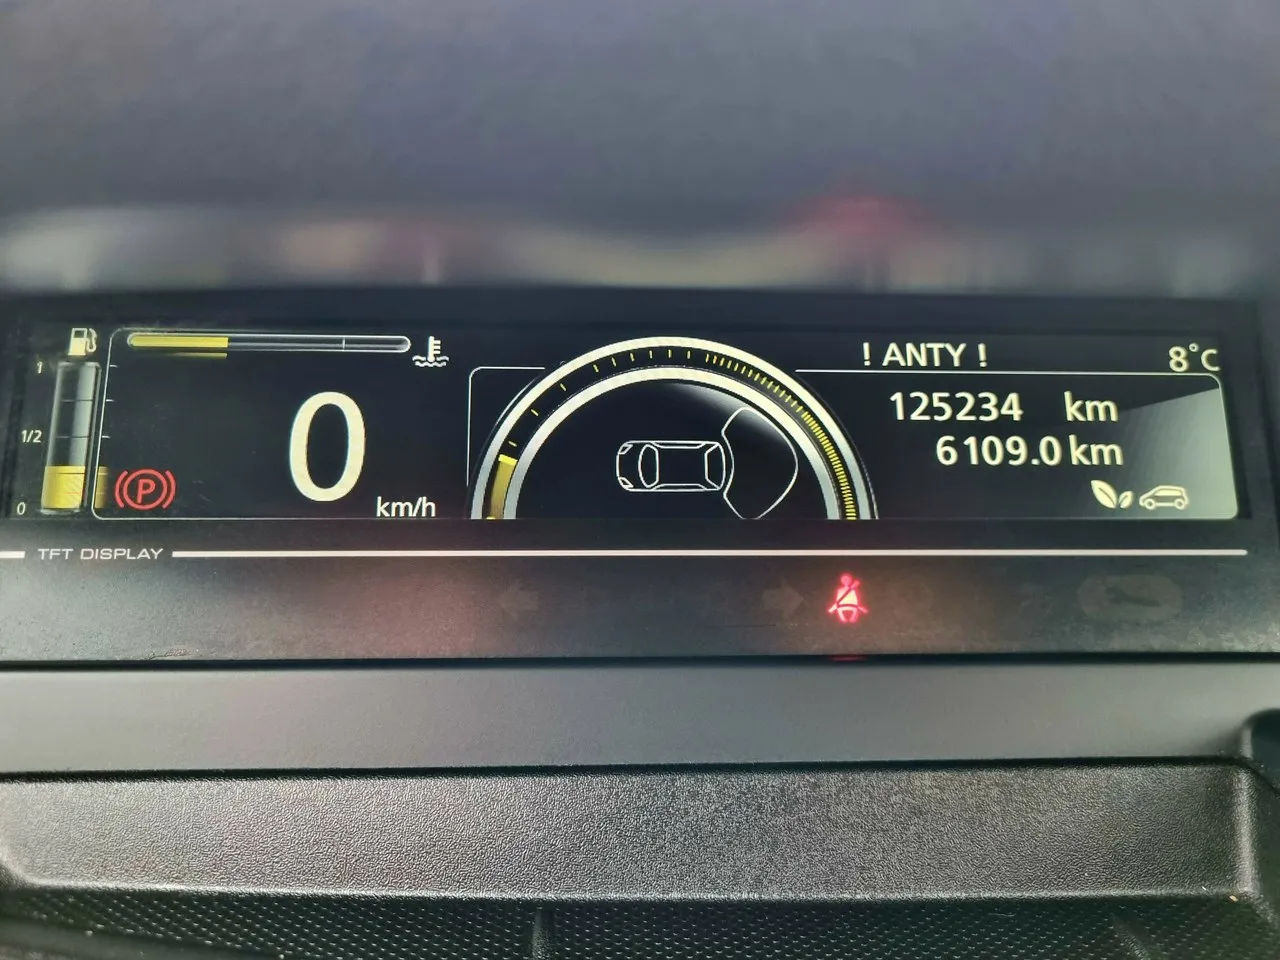 ! ANTY !
8°C
1
1/2
0
125234 km
6109.0 km
P
0
km/h
TFT DISPLAY